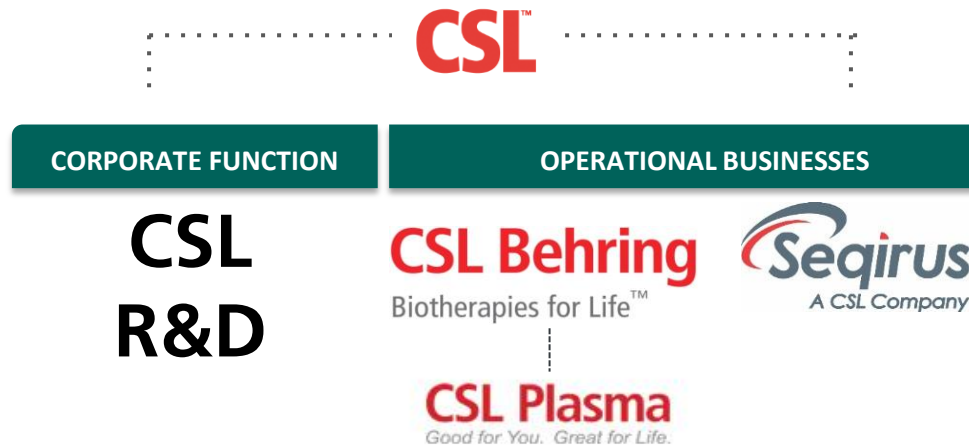 CSL™
CORPORATE FUNCTION
OPERATIONAL BUSINESSES
CSL
R&D
CSL Behring
Biotherapies for Life™
Seqirus
A CSL Company
CSL Plasma
Good for You. Great for Life.